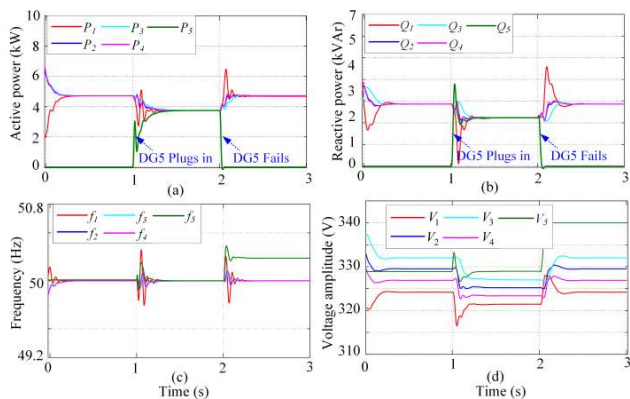 10
8
6
4
2
0
Active power (kW)
P1 P3 P5
P2 P4
DG5 Plugs in
DG5 Fails
0 1 2 3
(a)
10
8
6
4
2
0
Reactive power (kVAr)
Q1 Q3 Q5
Q2 Q4
DG5 Plugs in
DG5 Fails
0 1 2 3
(b)
50.8
50
49.2
Frequency (Hz)
f1 f3 f5
f2 f4
(c)
0 1 2 3
Time (s)
340
330
320
310
Voltage amplitude (V)
V1 V3 V5
V2 V4
(d)
0 1 2 3
Time (s)